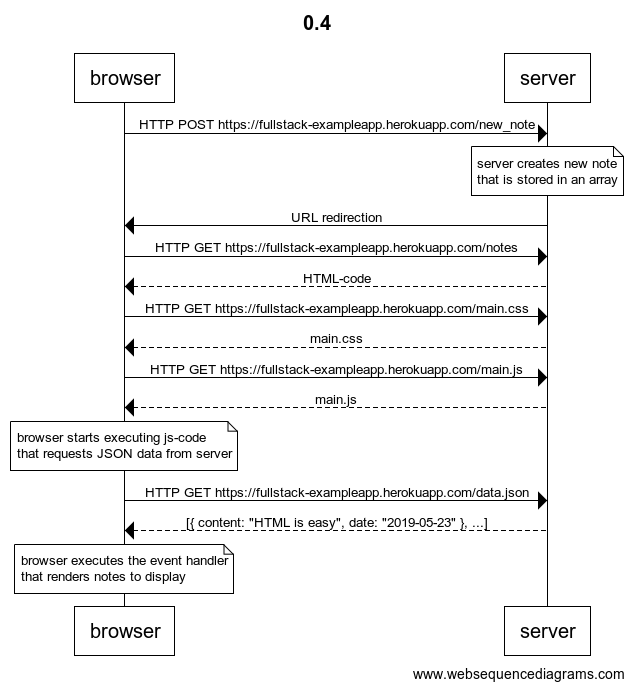 0.4
browser
server
HTTP POST https://fullstack-exampleapp.herokuapp.com/new_note
server creates new note
that is stored in an array
URL redirection
HTTP GET https://fullstack-exampleapp.herokuapp.com/notes
HTML-code
HTTP GET https://fullstack-exampleapp.herokuapp.com/main.css
main.css
HTTP GET https://fullstack-exampleapp.herokuapp.com/main.js
main.js
browser starts executing js-code
that requests JSON data from server
HTTP GET https://fullstack-exampleapp.herokuapp.com/data.json
[{ content: "HTML is easy", date: "2019-05-23" }, ...]
browser executes the event handler
that renders notes to display
browser
server
www.websequencediagrams.com